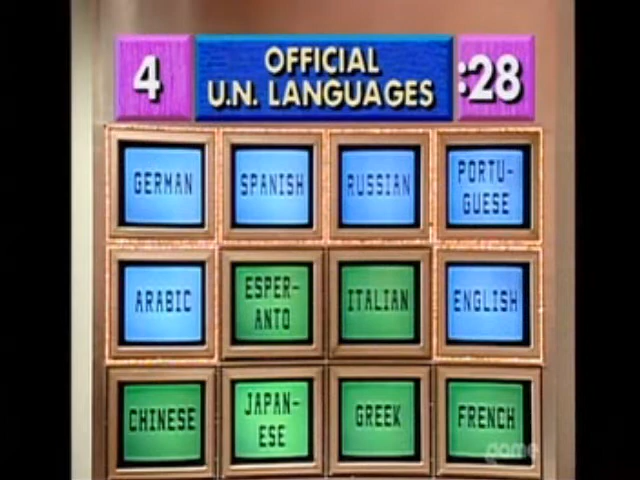 4
OFFICIAL
U.N. LANGUAGES
:28
GERMAN
SPANISH
RUSSIAN
PORTU-
GUESE
ARABIC
ESPER-
ANTO
ITALIAN
ENGLISH
CHINESE
JAPAN-
ESE
GREEK
FRENCH
game